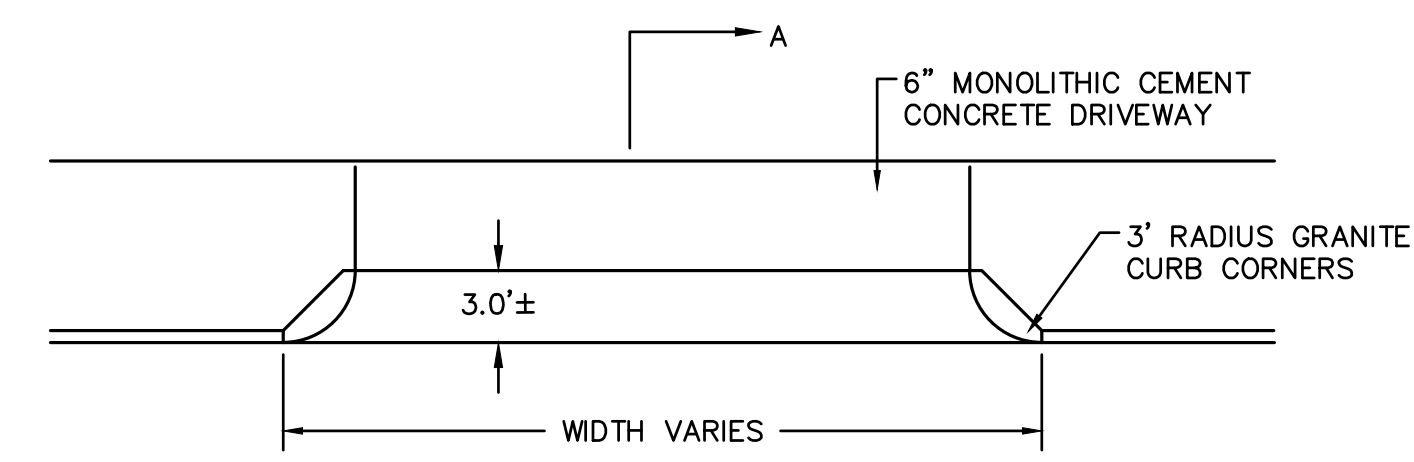 A
6” MONOLITHIC CEMENT
CONCRETE DRIVEWAY
3’ RADIUS GRANITE
CURB CORNERS
3.0’±
WIDTH VARIES